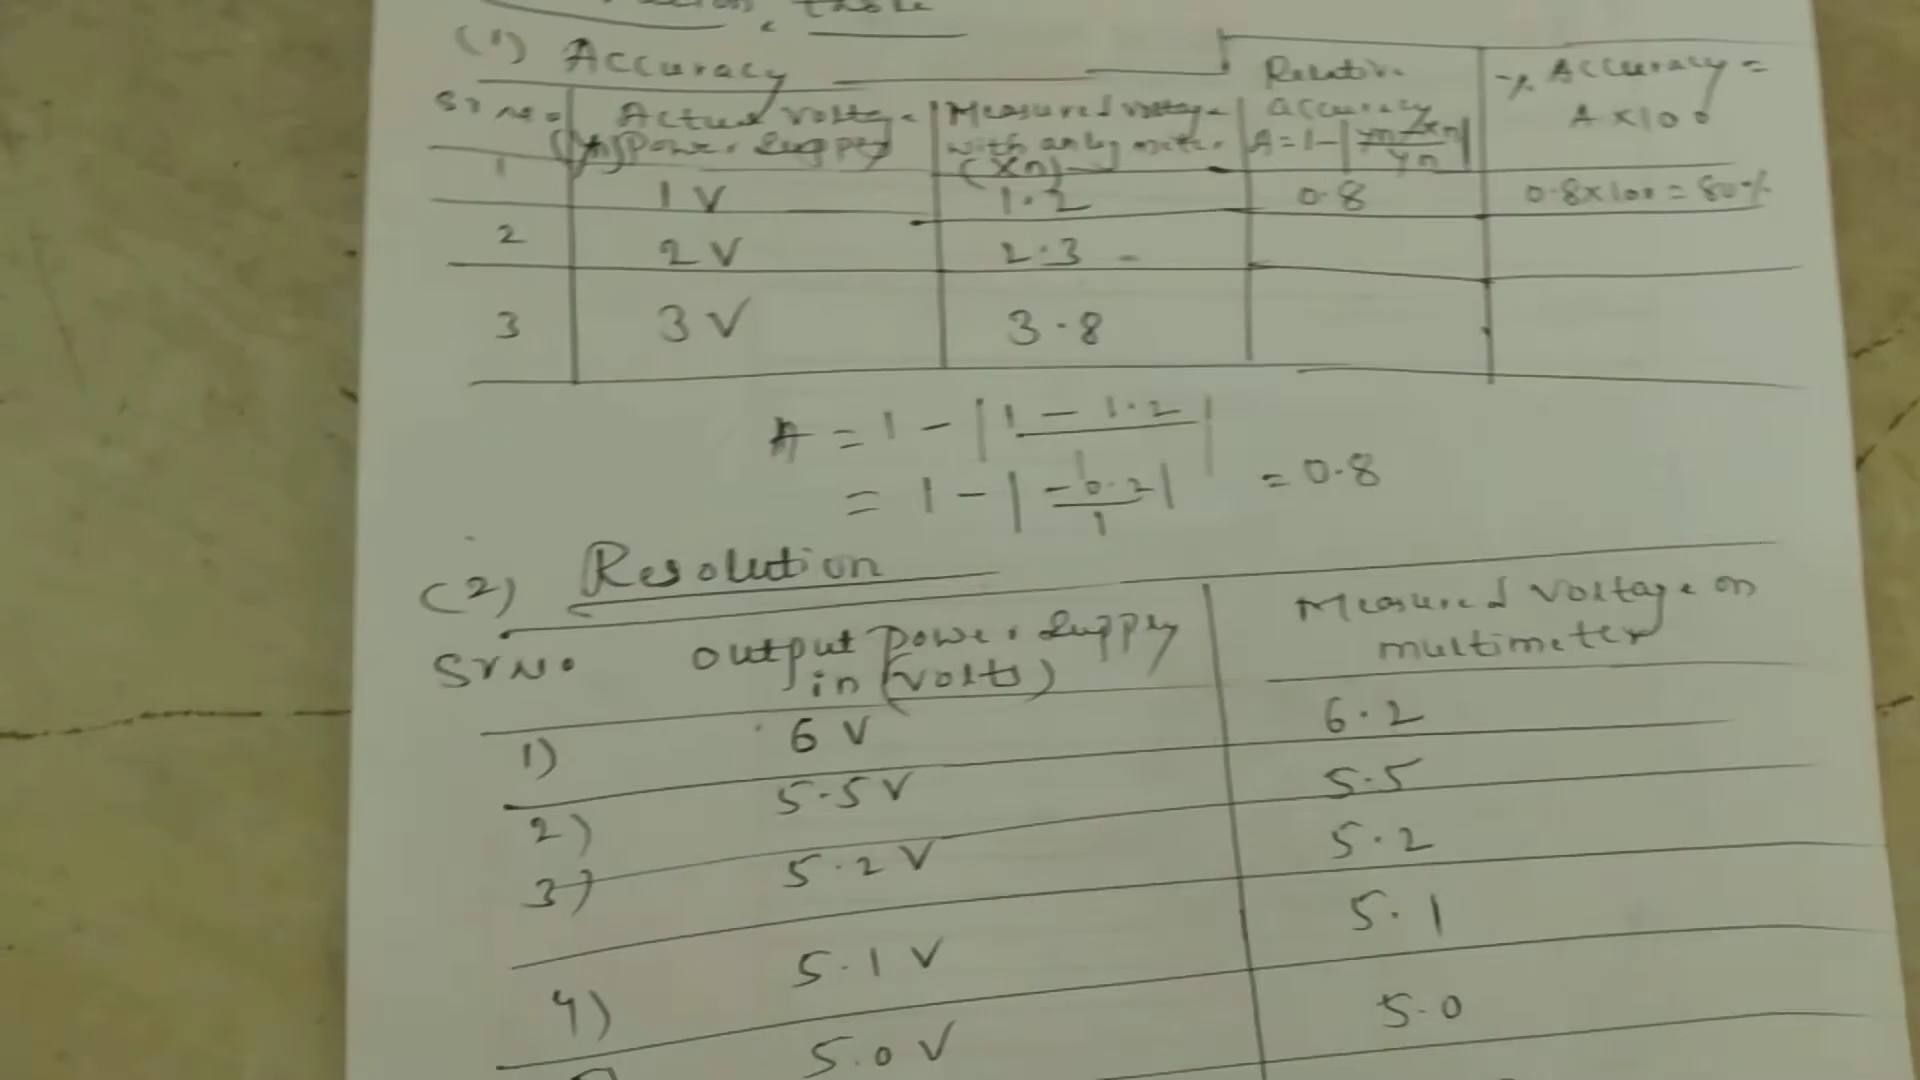 Table
(1) Accuracy
Sr no. Actual voltage (yn) power supply Measured voltage with analog meter (xn) Relative accuracy A = 1 - |yn - xn / yn| % Accuracy = A x 100
1 1 V 1.2 0.8 0.8 x 100 = 80 %
2 2 V 2.3 -
3 3 V 3.8
A = 1 - |1 - 1.2 / 1|
= 1 - |-0.2 / 1| = 0.8
(2) Resolution
Sr No. output power supply in (volts) Measured voltage on multimeter
1) 6 V 6.2
2) 5.5 V 5.5
3) 5.2 V 5.2
4) 5.1 V 5.1
5.0 V 5.0